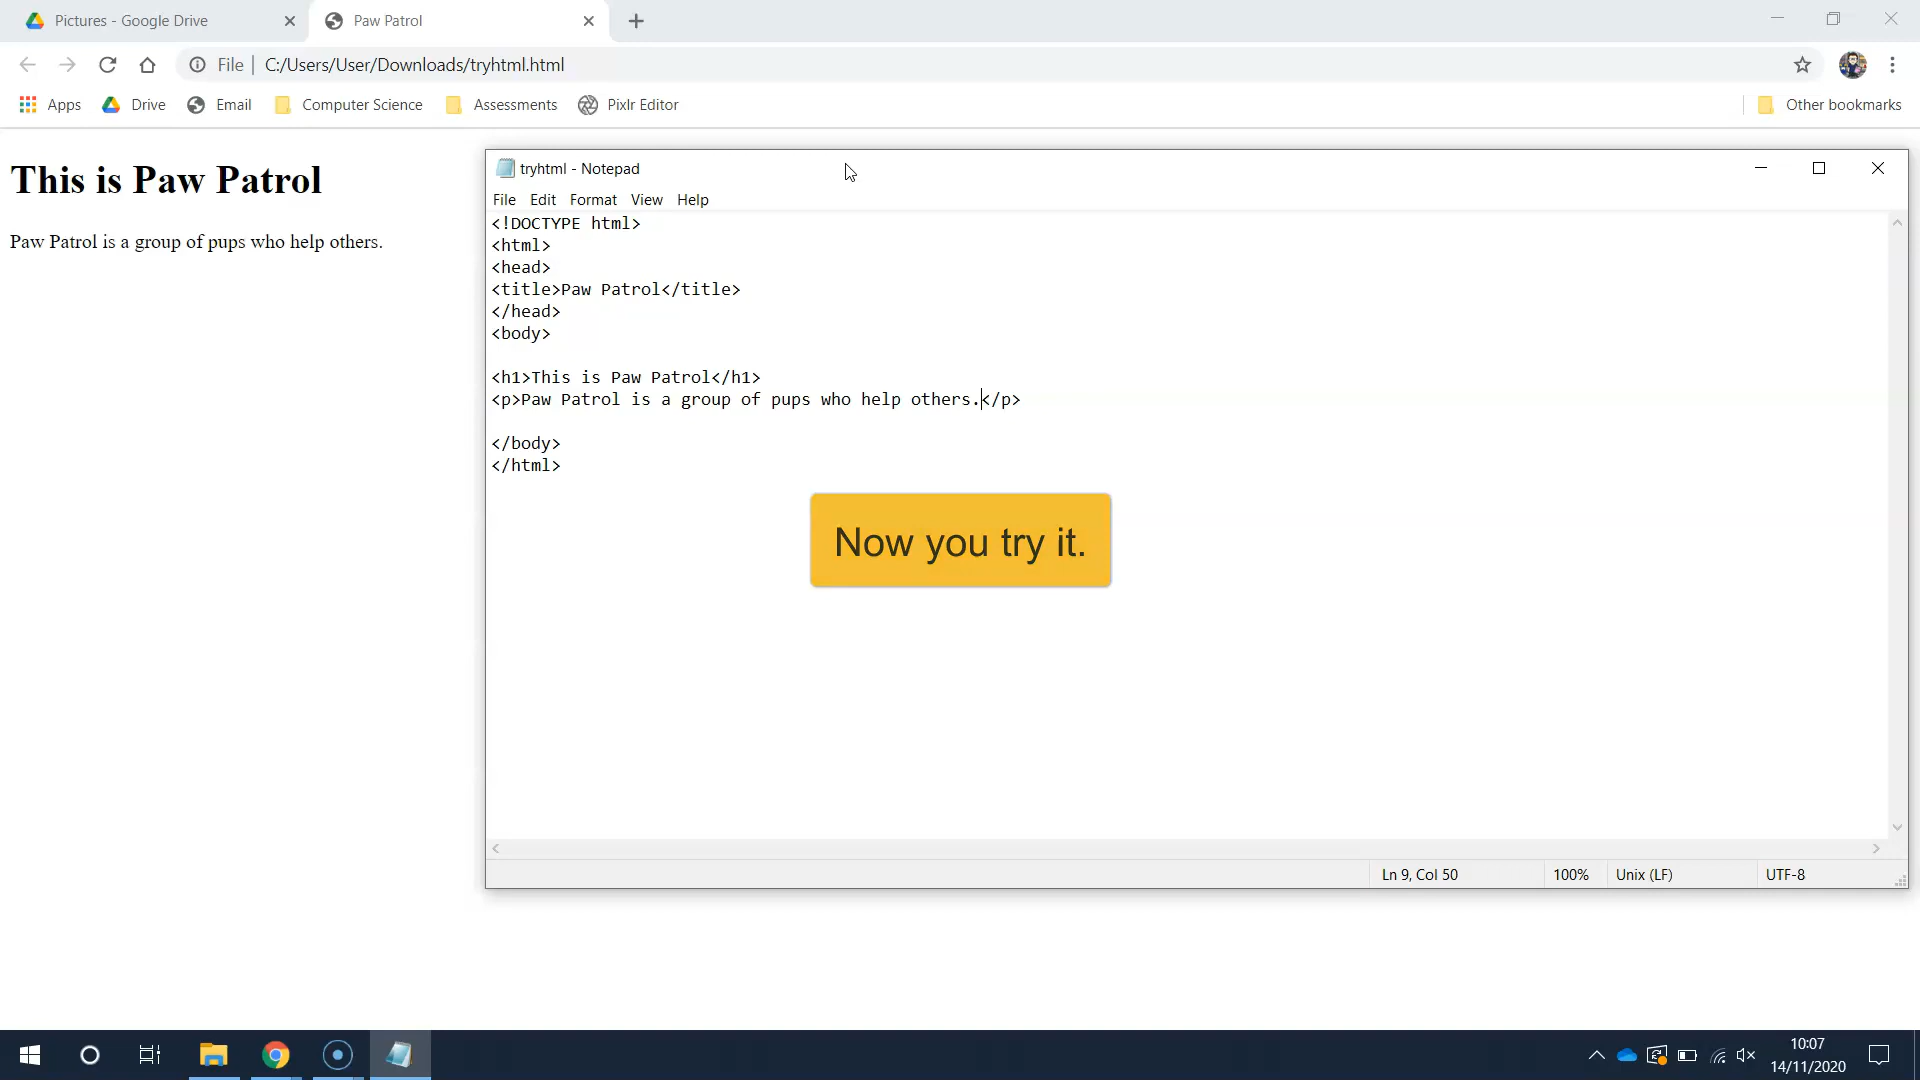 Pictures - Google Drive
Paw Patrol
File
C:/Users/User/Downloads/tryhtml.html
Apps
Drive
Email
Computer Science
Assessments
Pixlr Editor
Other bookmarks
This is Paw Patrol
Paw Patrol is a group of pups who help others.
tryhtml - Notepad
File Edit Format View Help
<!DOCTYPE html>
<html>
<head>
<title>Paw Patrol</title>
</head>
<body>
<h1>This is Paw Patrol</h1>
<p>Paw Patrol is a group of pups who help others.</p>
</body>
</html>
Now you try it.
Ln 9, Col 50
100%
Unix (LF)
UTF-8
10:07
14/11/2020